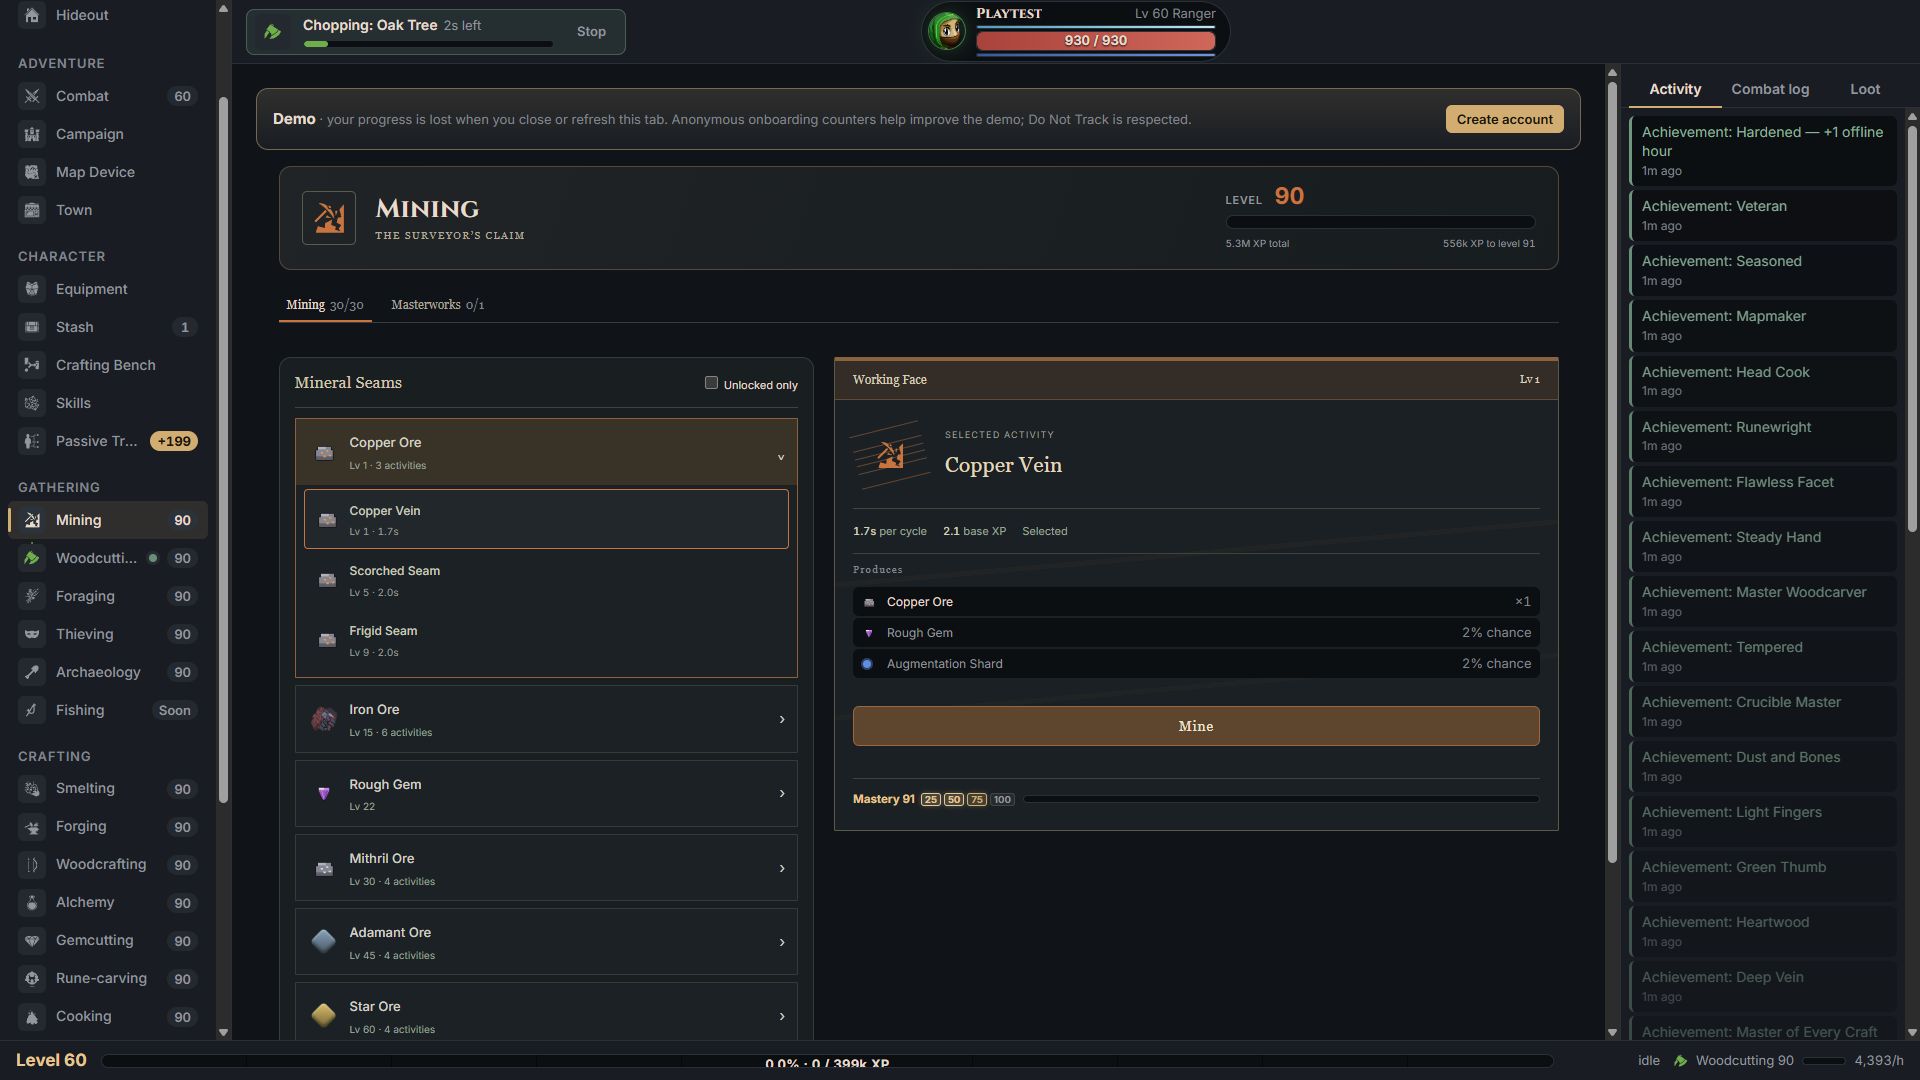 Hideout
ADVENTURE
Combat 60
Campaign
Map Device
Town
CHARACTER
Equipment
Stash 1
Crafting Bench
Skills
Passive Tr... +199
GATHERING
Mining 90
Woodcutti... 90
Foraging 90
Thieving 90
Archaeology 90
Fishing Soon
CRAFTING
Smelting 90
Forging 90
Woodcrafting 90
Alchemy 90
Gemcutting 90
Rune-carving 90
Cooking 90
Chopping: Oak Tree 2s left
Stop
PLAYTEST Lv 60 Ranger
930 / 930
Demo · your progress is lost when you close or refresh this tab. Anonymous onboarding counters help improve the demo; Do Not Track is respected.
Create account
MINING
THE SURVEYOR'S CLAIM
LEVEL 90
5.3M XP total 556k XP to level 91
Mining 30/30 Masterworks 0/1
Mineral Seams
Unlocked only
Copper Ore
Lv 1 · 3 activities
Copper Vein
Lv 1 · 1.7s
Scorched Seam
Lv 5 · 2.0s
Frigid Seam
Lv 9 · 2.0s
Iron Ore
Lv 15 · 6 activities
Rough Gem
Lv 22
Mithril Ore
Lv 30 · 4 activities
Adamant Ore
Lv 45 · 4 activities
Star Ore
Lv 60 · 4 activities
Working Face Lv 1
SELECTED ACTIVITY
Copper Vein
1.7s per cycle 2.1 base XP Selected
Produces
Copper Ore ×1
Rough Gem 2% chance
Augmentation Shard 2% chance
Mine
Mastery 91 25 50 75 100
Activity Combat log Loot
Achievement: Hardened — +1 offline
hour
1m ago
Achievement: Veteran
1m ago
Achievement: Seasoned
1m ago
Achievement: Mapmaker
1m ago
Achievement: Head Cook
1m ago
Achievement: Runewright
1m ago
Achievement: Flawless Facet
1m ago
Achievement: Steady Hand
1m ago
Achievement: Master Woodcarver
1m ago
Achievement: Tempered
1m ago
Achievement: Crucible Master
1m ago
Achievement: Dust and Bones
1m ago
Achievement: Light Fingers
1m ago
Achievement: Green Thumb
1m ago
Achievement: Heartwood
1m ago
Achievement: Deep Vein
1m ago
Achievement: Master of Every Craft
Level 60
0.0% · 0 / 399k XP
idle Woodcutting 90 4,393/h